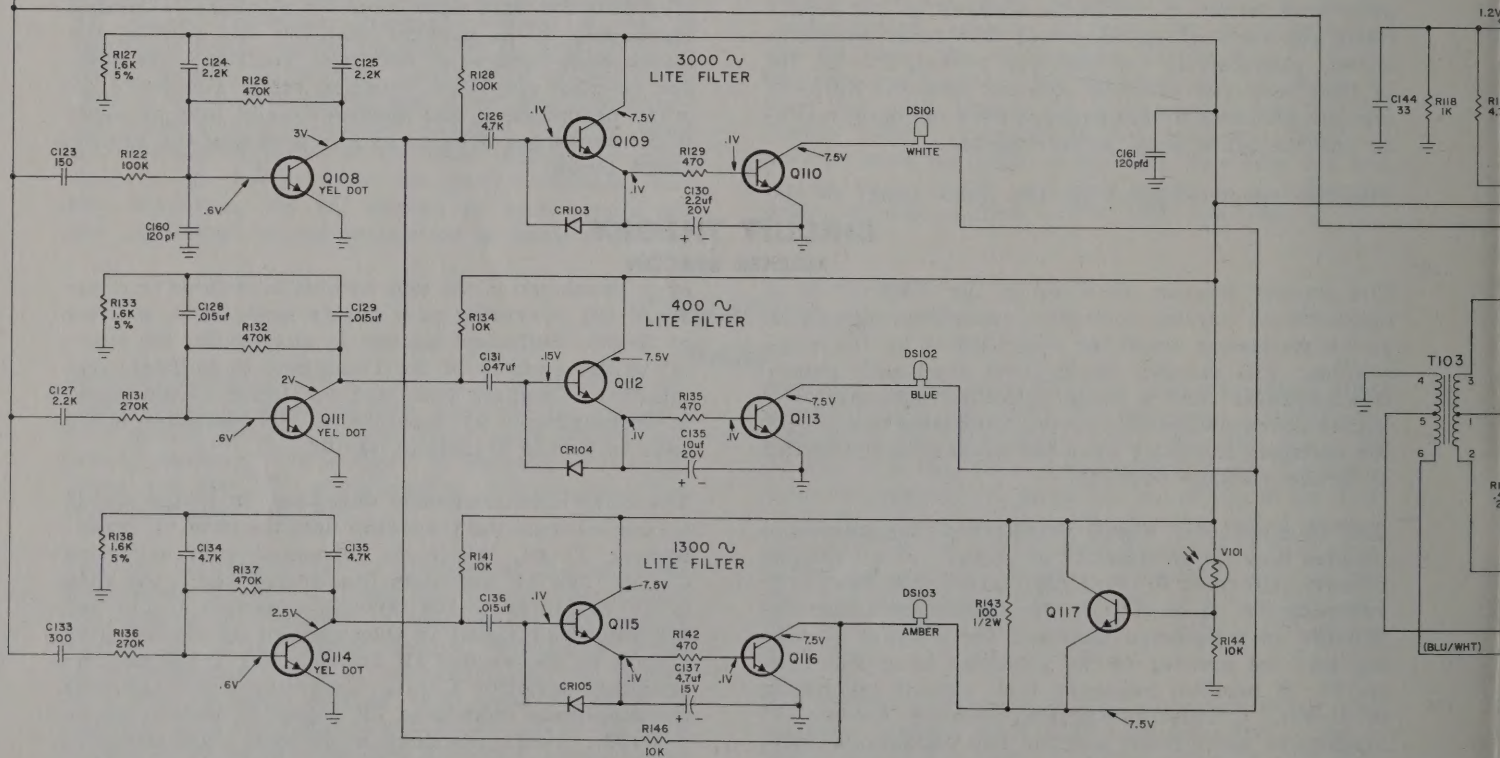 1.2V
R127
1.6K
5%
C124
2.2K
R126
470K
C125
2.2K
R128
100K
3000 ~
LITE FILTER
C126
4.7K
.1V
7.5V
Q109
DS101
WHITE
C123
150
R122
100K
3V
Q108
YEL DOT
.6V
C160
120pf
R129
470
.1V
.1V
7.5V
Q110
C130
2.2uf
20V
+ -
CR103
C161
120pfd
C144
33
R118
1K
R1
4.
R133
1.6K
5%
C128
.015uf
R132
470K
C129
.015uf
R134
10K
400 ~
LITE FILTER
C131
.047uf
.15V
7.5V
Q112
DS102
BLUE
C127
2.2K
R131
270K
2V
Q111
YEL DOT
.6V
R135
470
.1V
.1V
7.5V
Q113
C135
10uf
20V
+ -
CR104
T103
4
3
5
1
6
2
R138
1.6K
5%
C134
4.7K
R137
470K
C135
4.7K
R141
10K
1300 ~
LITE FILTER
C136
.015uf
.1V
7.5V
Q115
DS103
AMBER
C133
300
R136
270K
2.5V
Q114
YEL DOT
.6V
R142
470
.1V
.1V
7.5V
Q116
C137
4.7uf
15V
+ -
CR105
R146
10K
R143
100
1/2W
Q117
V101
R144
10K
7.5V
(BLU/WHT)